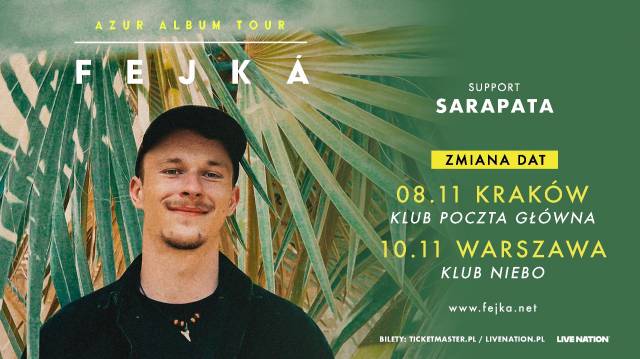 AZUR ALBUM TOUR
FEJKÁ
SUPPORT
SARAPATA
ZMIANA DAT
08.11 KRAKÓW
KLUB POCZTA GŁÓWNA
10.11 WARSZAWA
KLUB NIEBO
www.fejka.net
BILETY: TICKETMASTER.PL / LIVENATION.PL LIVE NATION